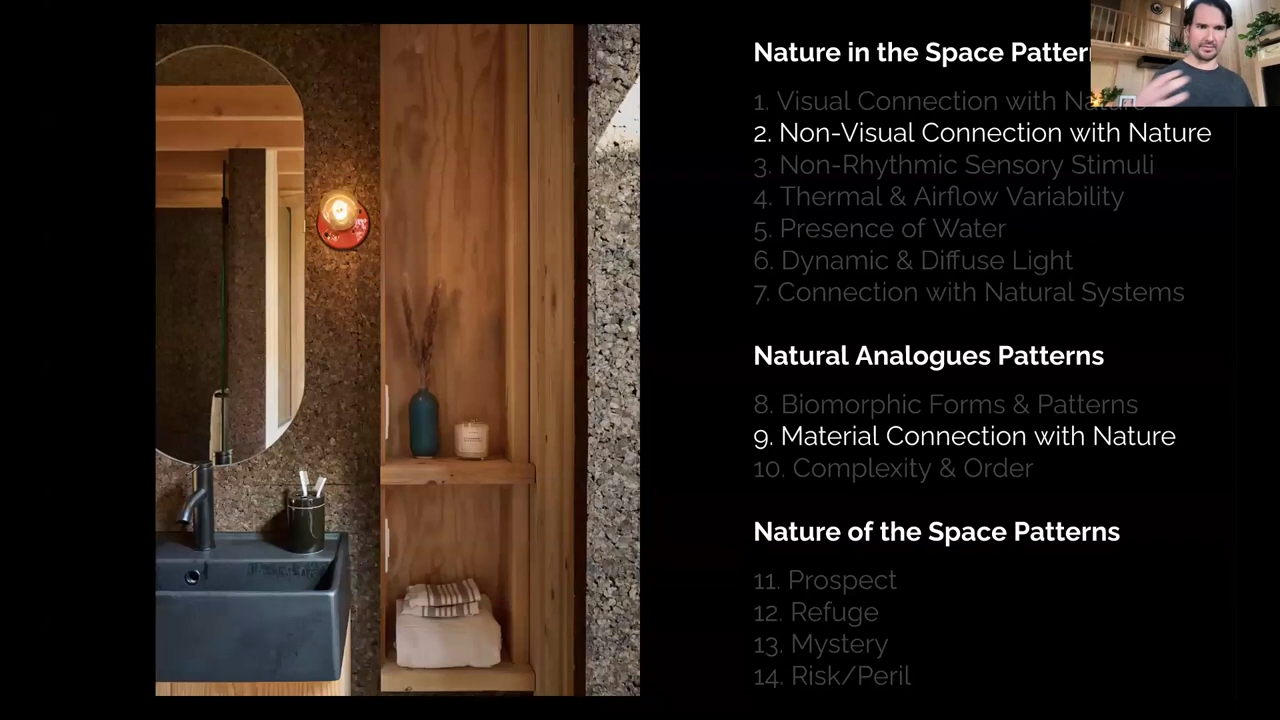 Nature in the Space Patter
1. Visual Connection with Nature
2. Non-Visual Connection with Nature
3. Non-Rhythmic Sensory Stimuli
4. Thermal & Airflow Variability
5. Presence of Water
6. Dynamic & Diffuse Light
7. Connection with Natural Systems
Natural Analogues Patterns
8. Biomorphic Forms & Patterns
9. Material Connection with Nature
10. Complexity & Order
Nature of the Space Patterns
11. Prospect
12. Refuge
13. Mystery
14. Risk/Peril